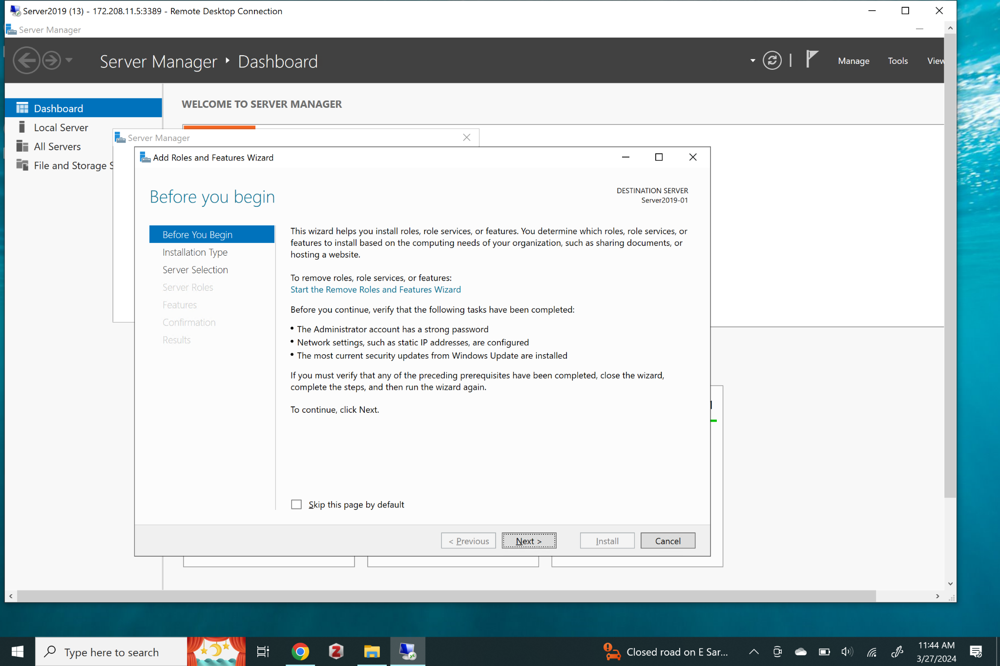 Server2019 (13) - 172.208.11.5:3389 - Remote Desktop Connection
Server Manager
Server Manager ‣ Dashboard
Manage Tools View
Dashboard
Local Server
All Servers
File and Storage S
WELCOME TO SERVER MANAGER
Server Manager
Add Roles and Features Wizard
Before you begin
DESTINATION SERVER
Server2019-01
Before You Begin
Installation Type
Server Selection
Server Roles
Features
Confirmation
Results
This wizard helps you install roles, role services, or features. You determine which roles, role services, or
features to install based on the computing needs of your organization, such as sharing documents, or
hosting a website.
To remove roles, role services, or features:
Start the Remove Roles and Features Wizard
Before you continue, verify that the following tasks have been completed:
• The Administrator account has a strong password
• Network settings, such as static IP addresses, are configured
• The most current security updates from Windows Update are installed
If you must verify that any of the preceding prerequisites have been completed, close the wizard,
complete the steps, and then run the wizard again.
To continue, click Next.
Skip this page by default
< Previous
Next >
Install
Cancel
Type here to search
Z
Closed road on E Sar...
11:44 AM
3/27/2024